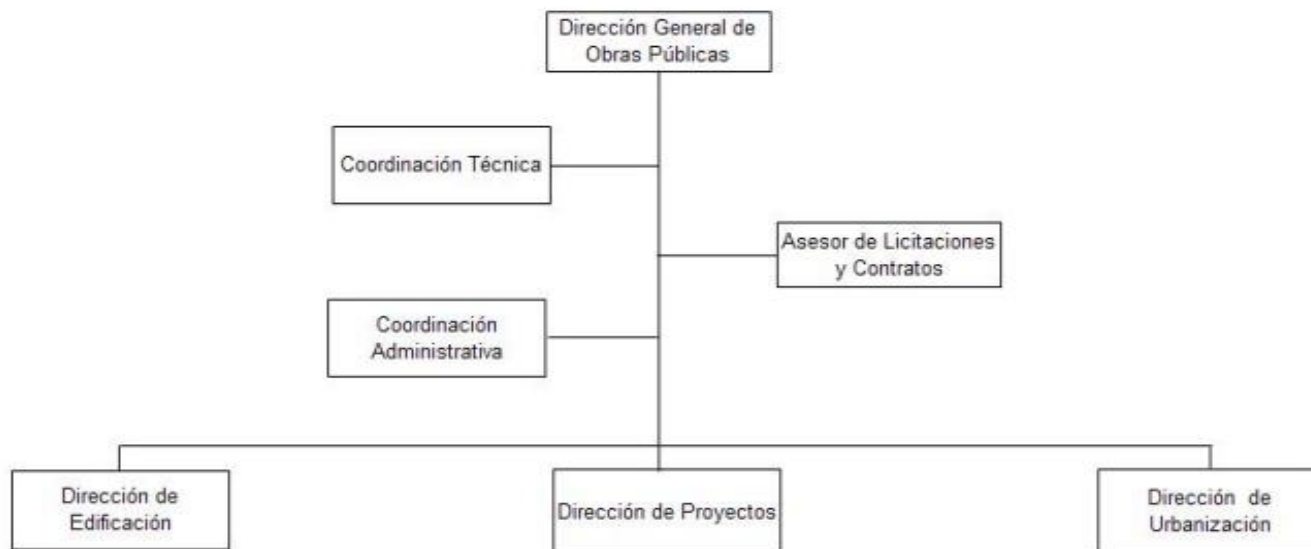 Dirección General de
Obras Públicas
Coordinación Técnica
Asesor de Licitaciones
y Contratos
Coordinación
Administrativa
Dirección de
Edificación
Dirección de Proyectos
Dirección de
Urbanización